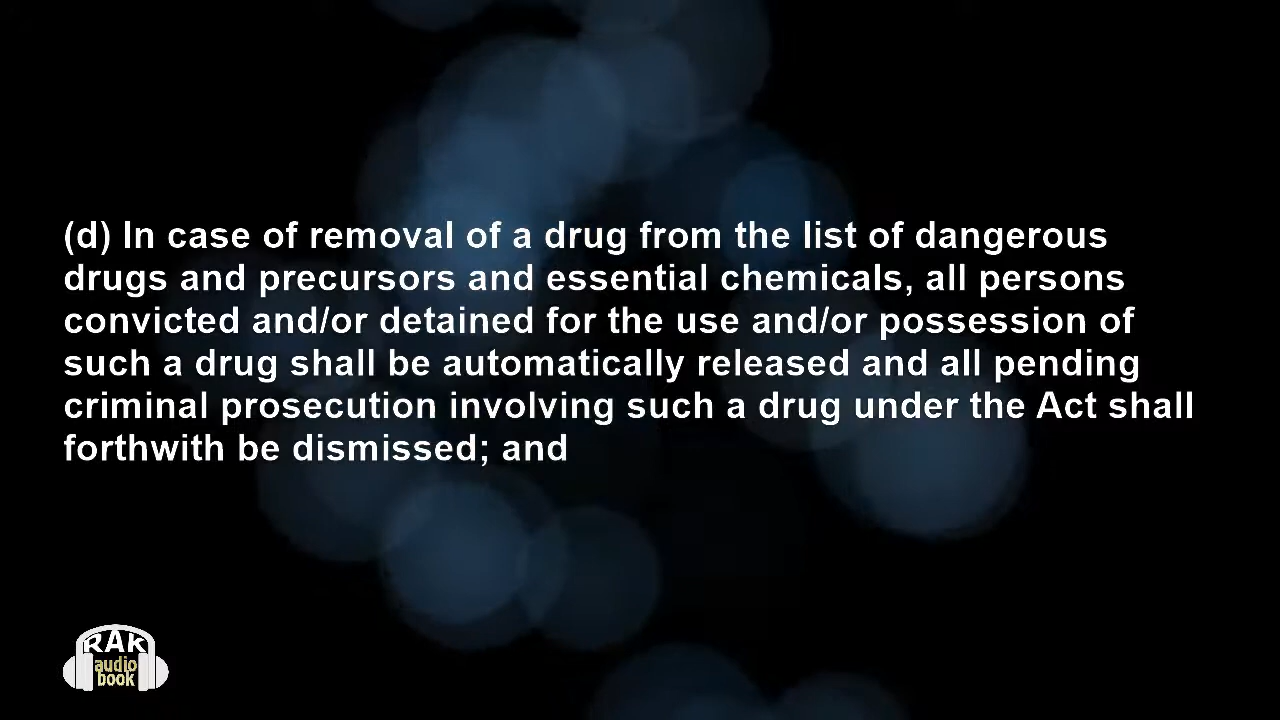 (d) In case of removal of a drug from the list of dangerous
drugs and precursors and essential chemicals, all persons
convicted and/or detained for the use and/or possession of
such a drug shall be automatically released and all pending
criminal prosecution involving such a drug under the Act shall
forthwith be dismissed; and
RAK
audio
book